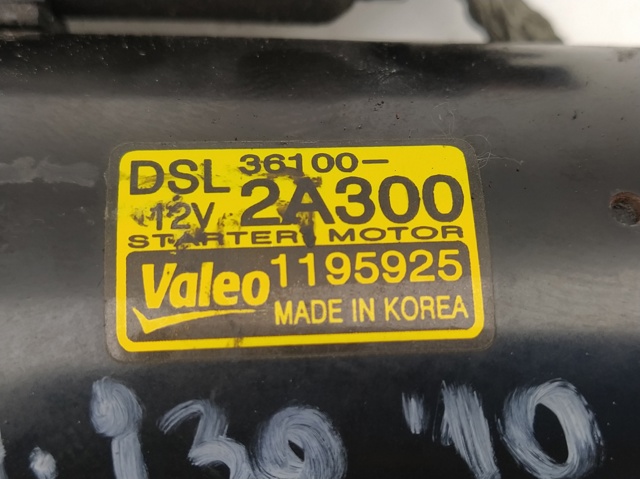 DSL 36100-
12V 2A300
STARTER MOTOR
Valeo 1195925
MADE IN KOREA
i30 '10